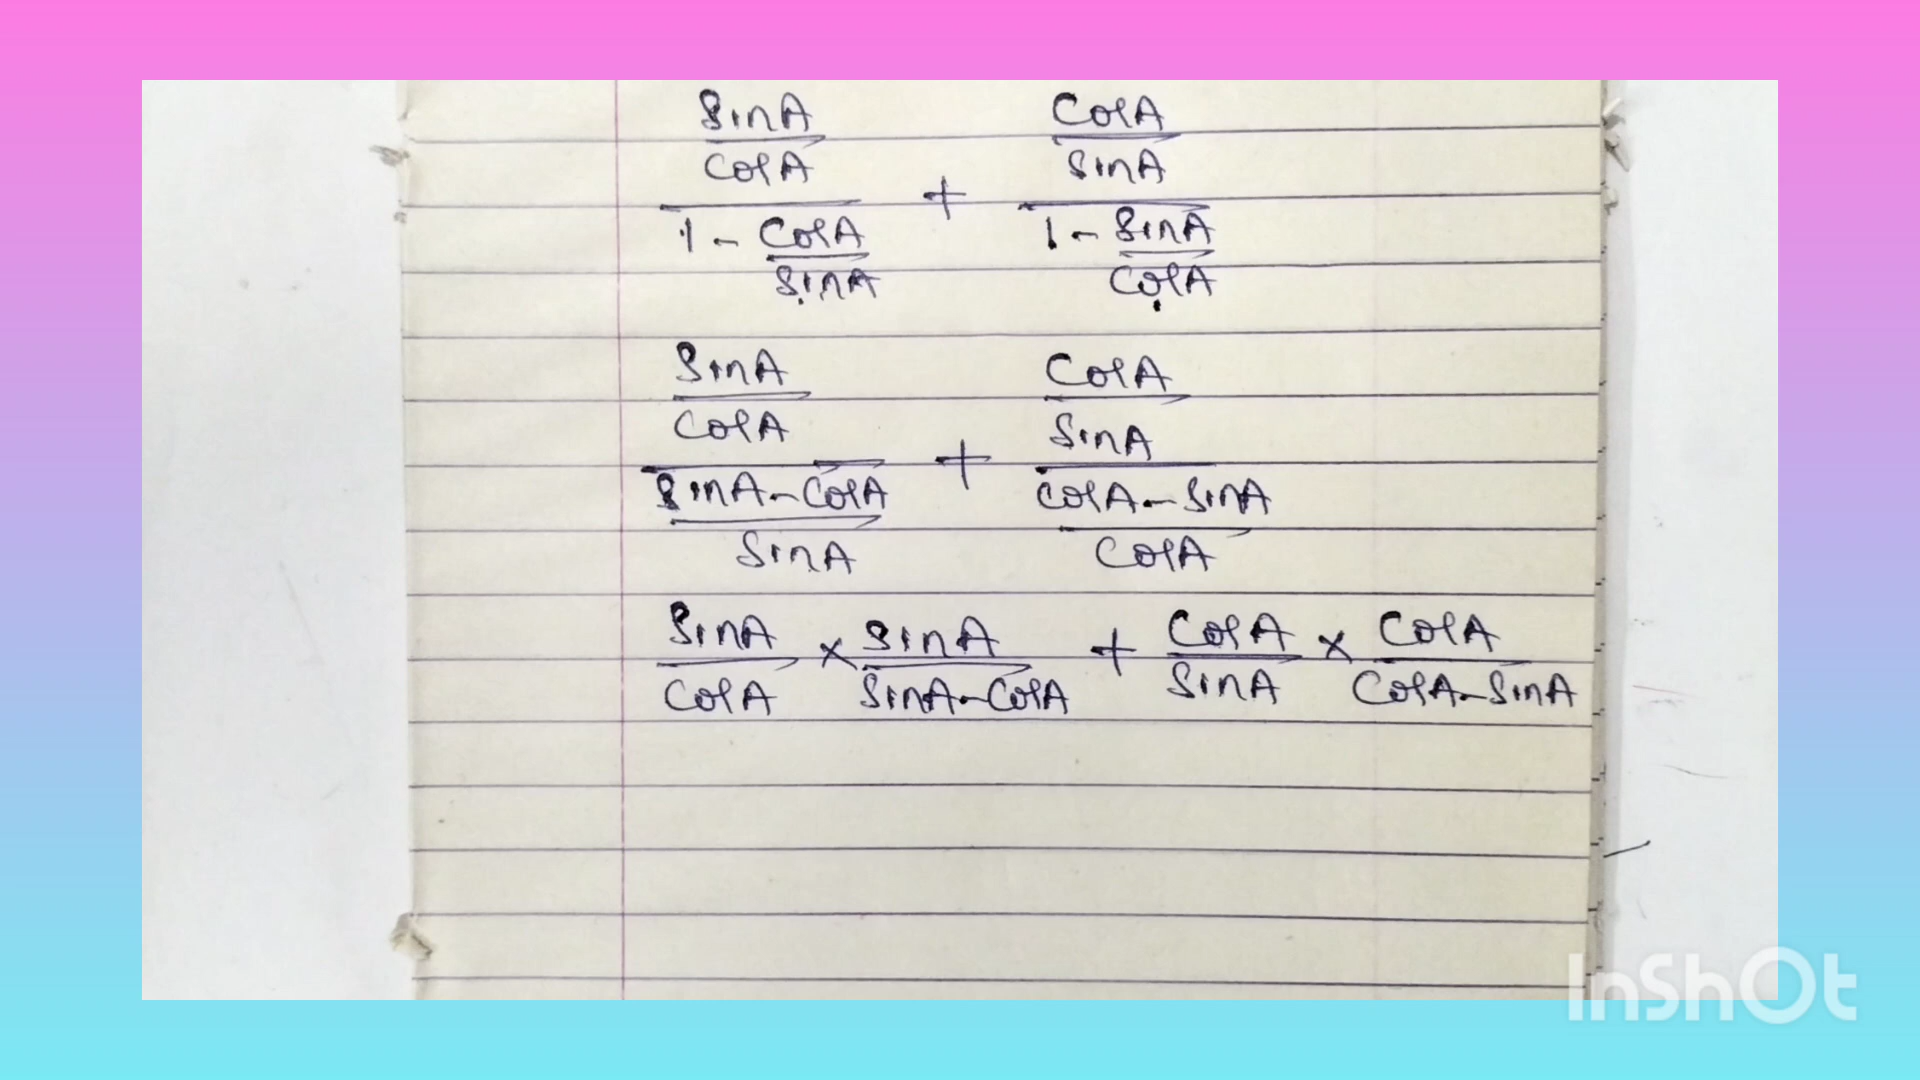 SinA CosA
CosA SinA
+
1 - CosA 1 - SinA
SinA CosA
SinA CosA
CosA SinA
+
SinA - CosA CosA - SinA
SinA CosA
SinA × SinA + CosA × CosA
CosA SinA - CosA SinA CosA - SinA
InShOt